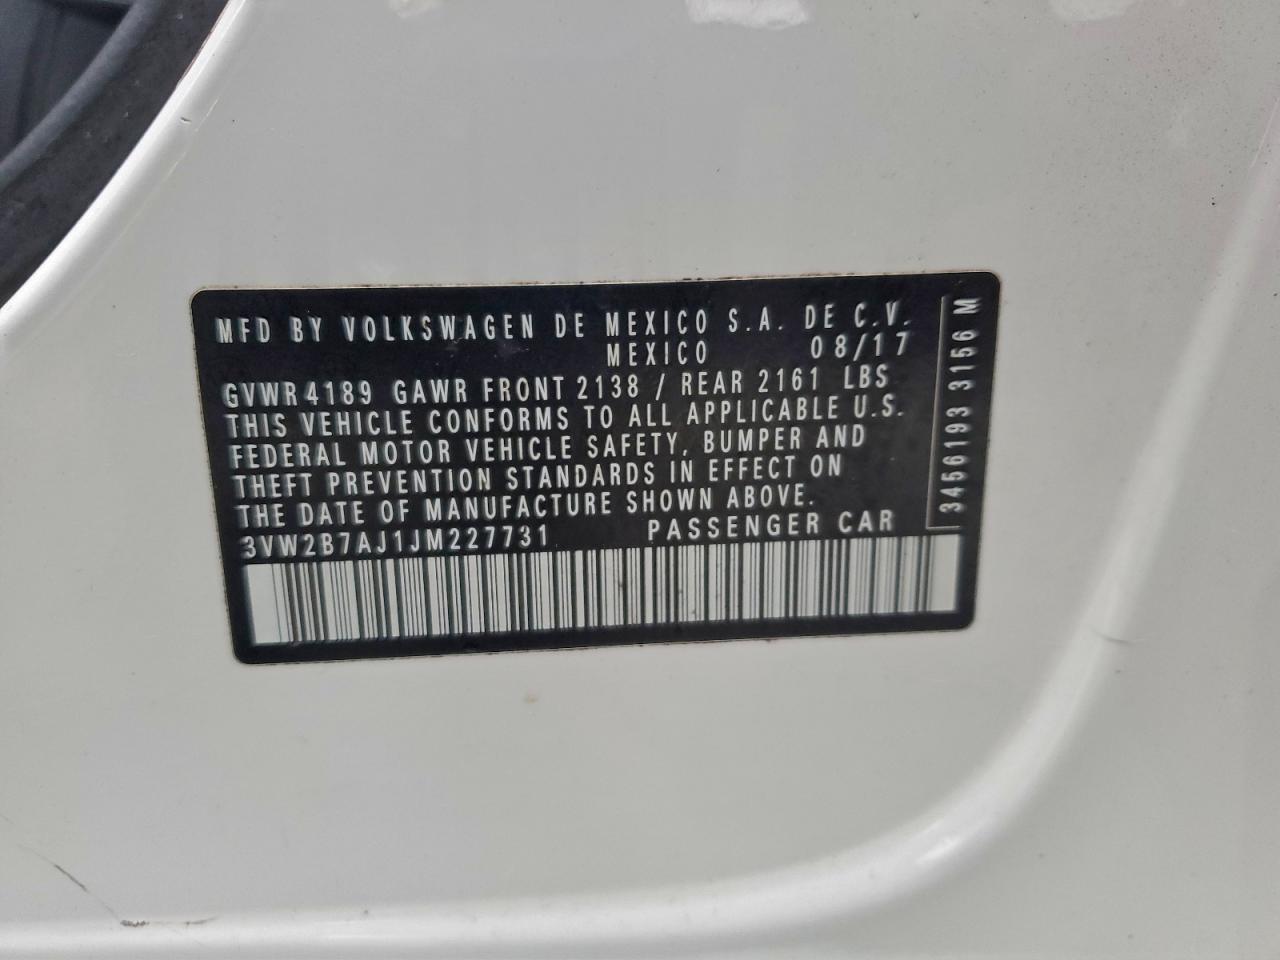 MFD BY VOLKSWAGEN DE MEXICO S.A. DE C.V.
MEXICO 08/17
GVWR 4189 GAWR FRONT 2138 / REAR 2161 LBS
THIS VEHICLE CONFORMS TO ALL APPLICABLE U.S.
FEDERAL MOTOR VEHICLE SAFETY, BUMPER AND
THEFT PREVENTION STANDARDS IN EFFECT ON
THE DATE OF MANUFACTURE SHOWN ABOVE.
3VW2B7AJ1JM227731 PASSENGER CAR
3456193 3156 M